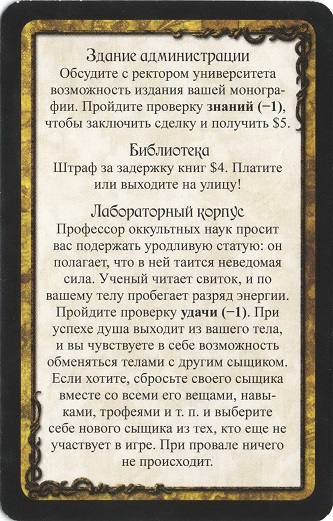 Здание администрации
Обсудите с ректором университета
возможность издания вашей моногра-
фии. Пройдите проверку знаний (−1),
чтобы заключить сделку и получить $5.
Библиотека
Штраф за задержку книг $4. Платите
или выходите на улицу!
Лабораторный корпус
Профессор оккультных наук просит
вас подержать уродливую статую: он
полагает, что в ней таится неведомая
сила. Ученый читает свиток, и по
вашему телу пробегает разряд энергии.
Пройдите проверку удачи (−1). При
успехе душа выходит из вашего тела,
и вы чувствуете в себе возможность
обменяться телами с другим сыщиком.
Если хотите, сбросьте своего сыщика
вместе со всеми его вещами, навы-
ками, трофеями и т. п. и выберите
себе нового сыщика из тех, кто еще не
участвует в игре. При провале ничего
не происходит.